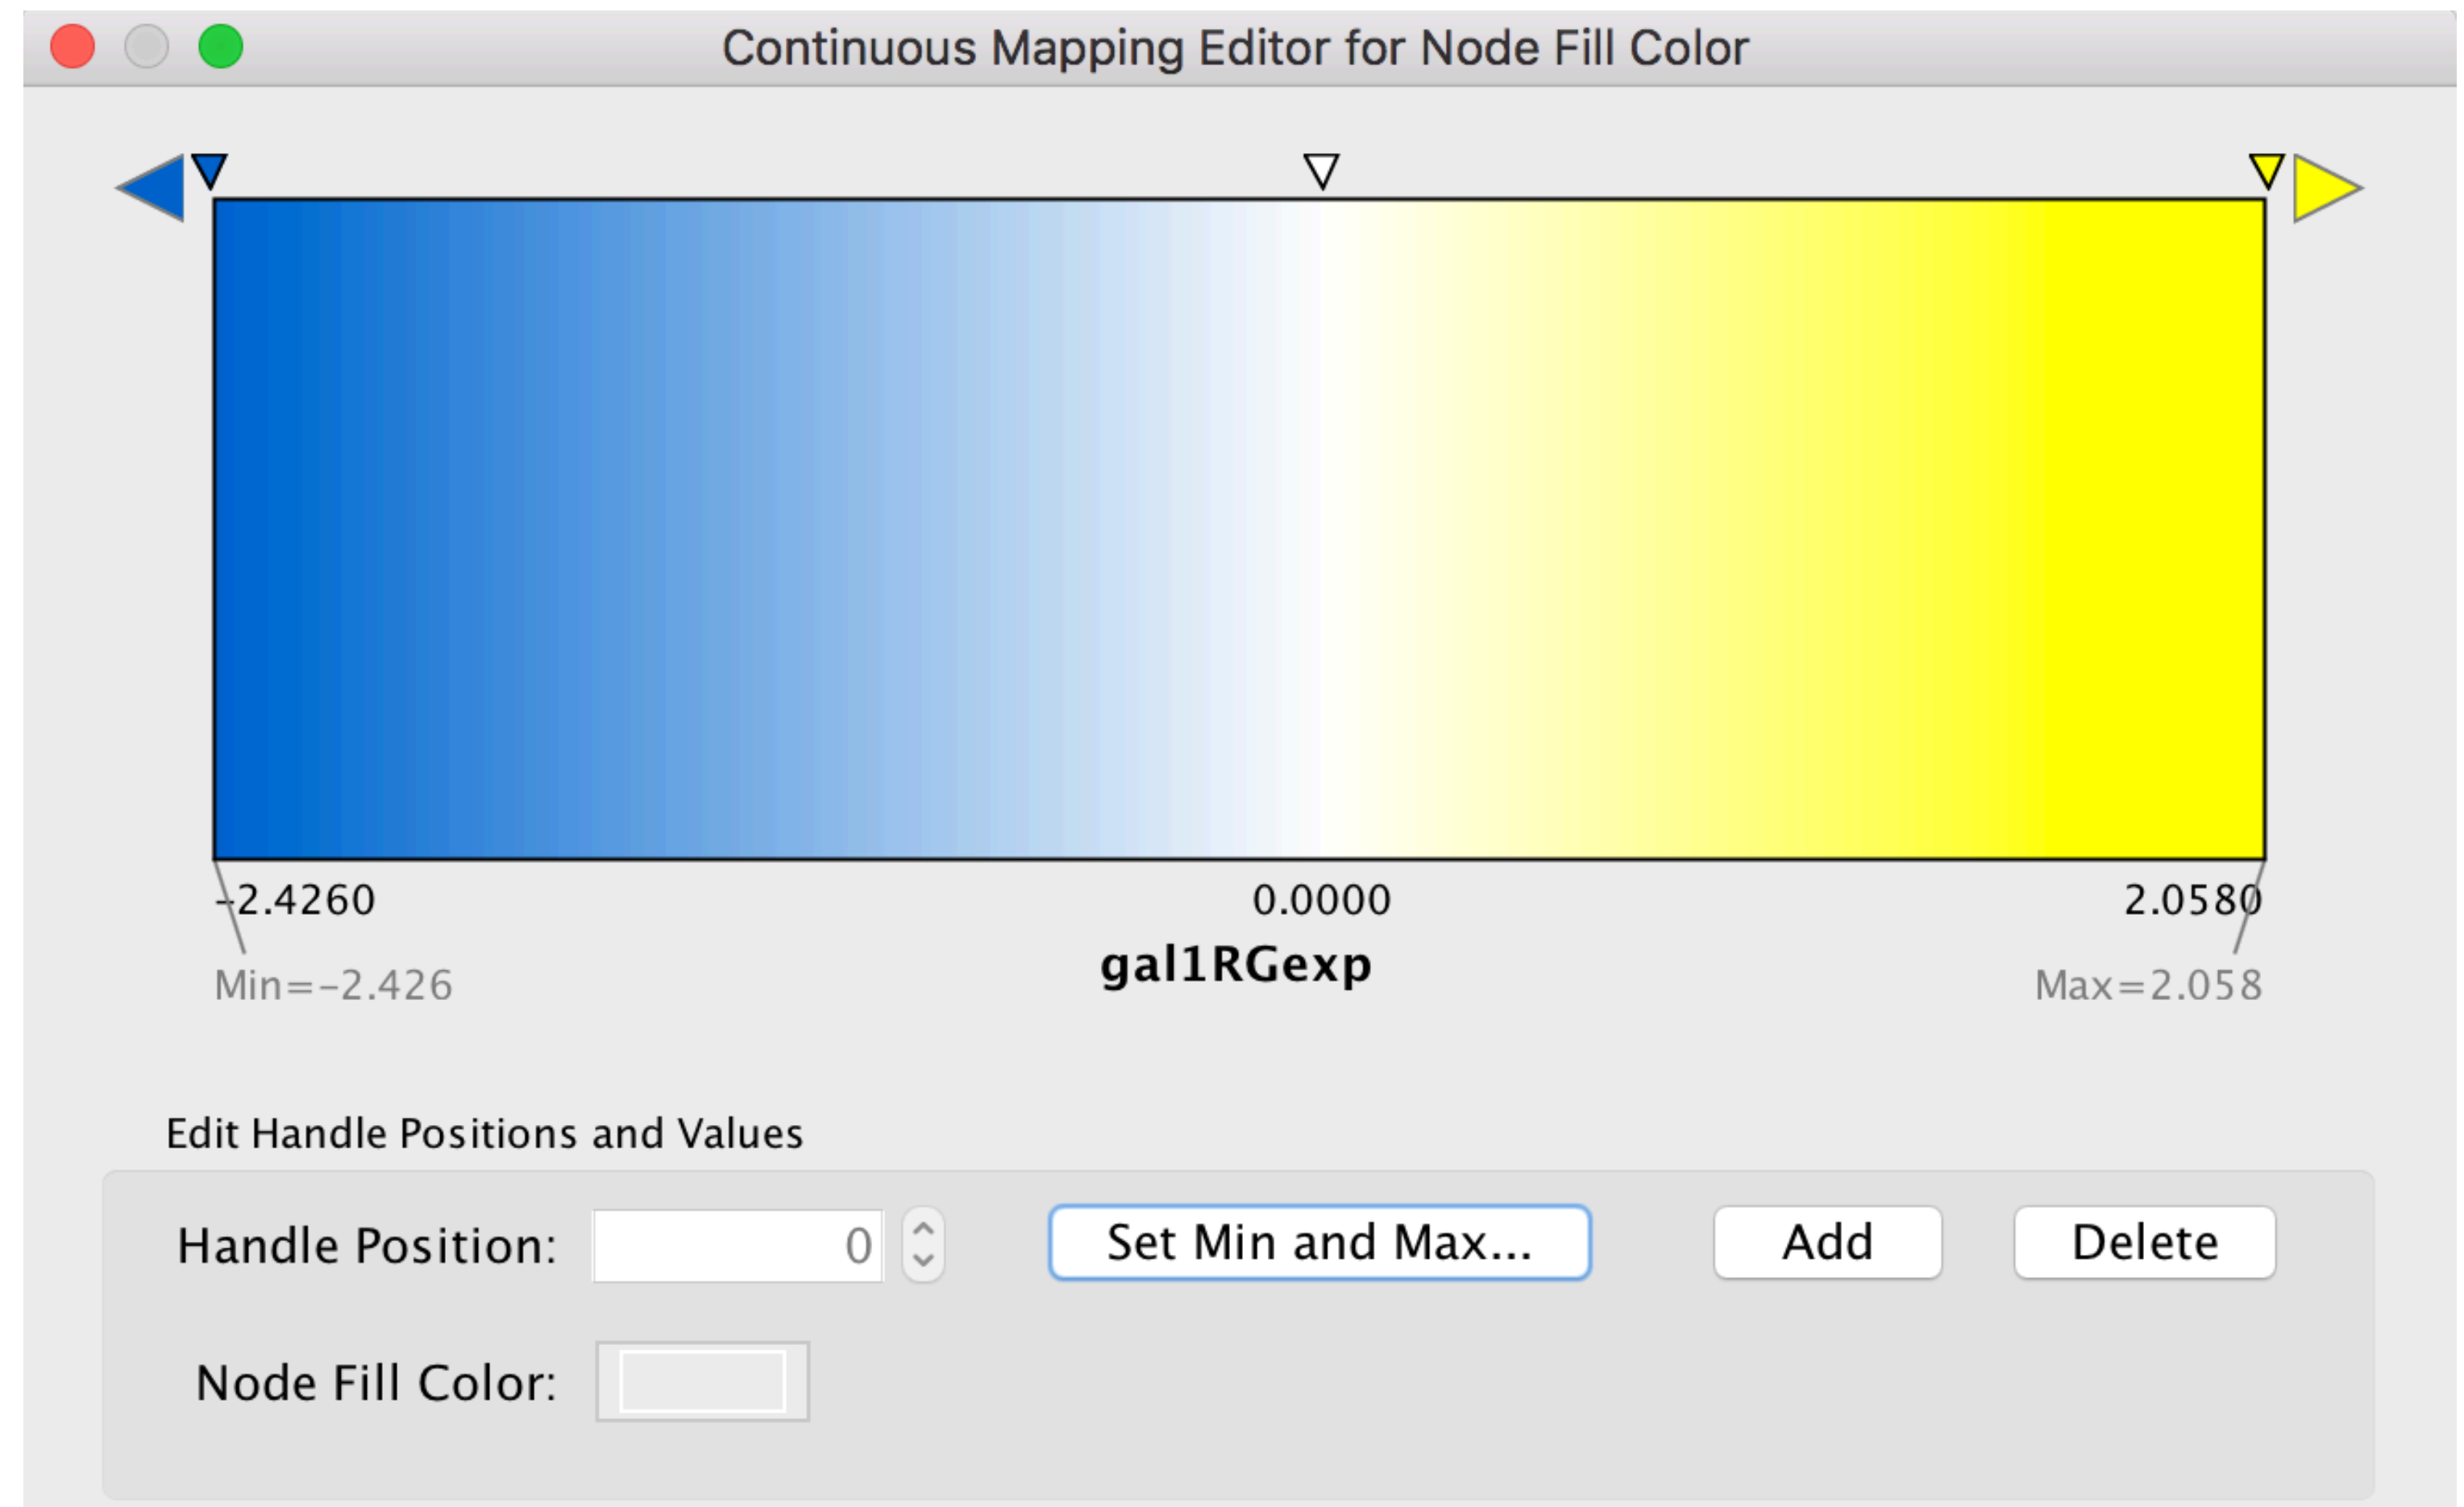 Continuous Mapping Editor for Node Fill Color
-2.4260 0.0000 2.0580
gal1RGexp
Min=-2.426 Max=2.058
Edit Handle Positions and Values
Handle Position: 0 Set Min and Max... Add Delete
Node Fill Color: